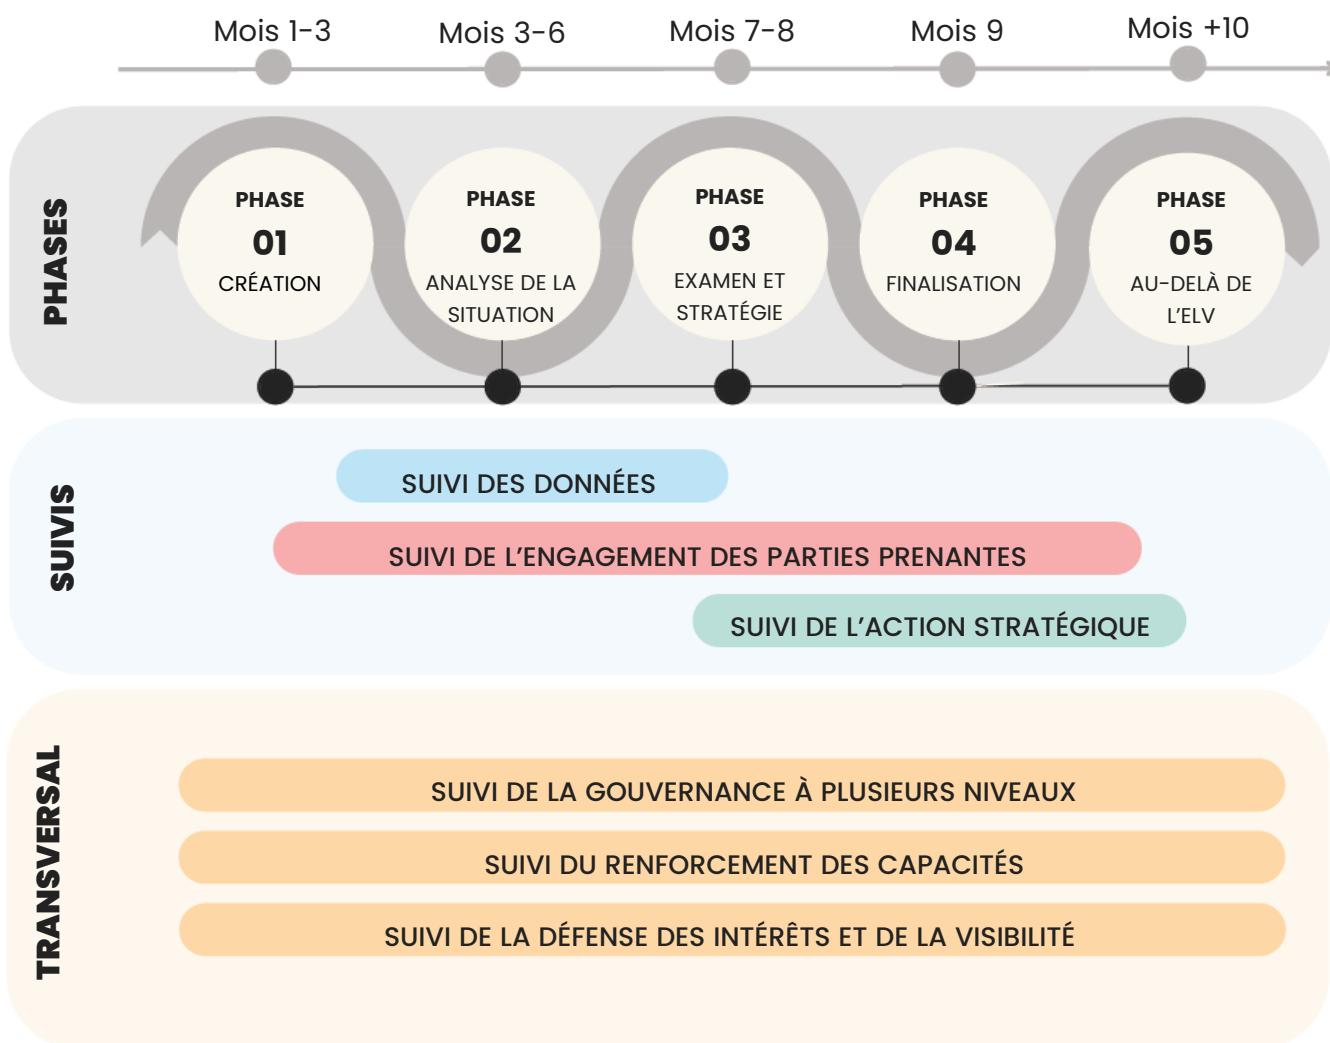 Mois 1-3
Mois 3-6
Mois 7-8
Mois 9
Mois +10
PHASES
PHASE
01
CRÉATION
PHASE
02
ANALYSE DE LA
SITUATION
PHASE
03
EXAMEN ET
STRATÉGIE
PHASE
04
FINALISATION
PHASE
05
AU-DELÀ DE
L’ELV
SUIVIS
SUIVI DES DONNÉES
SUIVI DE L’ENGAGEMENT DES PARTIES PRENANTES
SUIVI DE L’ACTION STRATÉGIQUE
TRANSVERSAL
SUIVI DE LA GOUVERNANCE À PLUSIEURS NIVEAUX
SUIVI DU RENFORCEMENT DES CAPACITÉS
SUIVI DE LA DÉFENSE DES INTÉRÊTS ET DE LA VISIBILITÉ